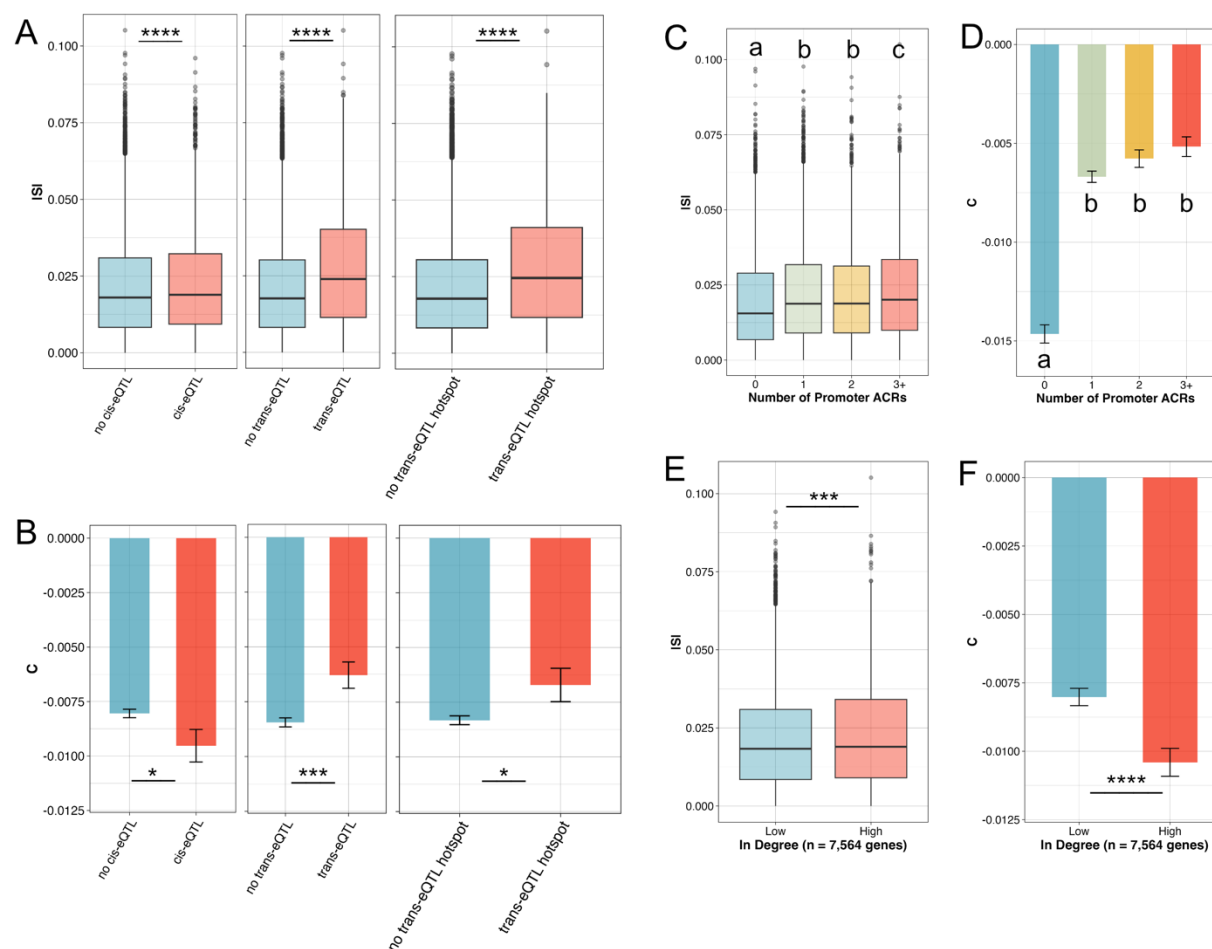 A
****
****
****
0.100
0.075
0.050
0.025
0.000
ISI
no cis-eQTL
cis-eQTL
no trans-eQTL
trans-eQTL
no trans-eQTL hotspot
trans-eQTL hotspot
B
0.0000
-0.0025
-0.0050
-0.0075
-0.0100
-0.0125
C
*
***
*
no cis-eQTL
cis-eQTL
no trans-eQTL
trans-eQTL
no trans-eQTL hotspot
trans-eQTL hotspot
C
a b b c
0.100
0.075
0.050
0.025
0.000
ISI
0 1 2 3+
Number of Promoter ACRs
D
0.000
-0.005
-0.010
-0.015
C
b b b
a
0 1 2 3+
Number of Promoter ACRs
E
***
0.100
0.075
0.050
0.025
0.000
ISI
Low High
In Degree (n = 7,564 genes)
F
0.0000
-0.0025
-0.0050
-0.0075
-0.0100
-0.0125
C
****
Low High
In Degree (n = 7,564 genes)